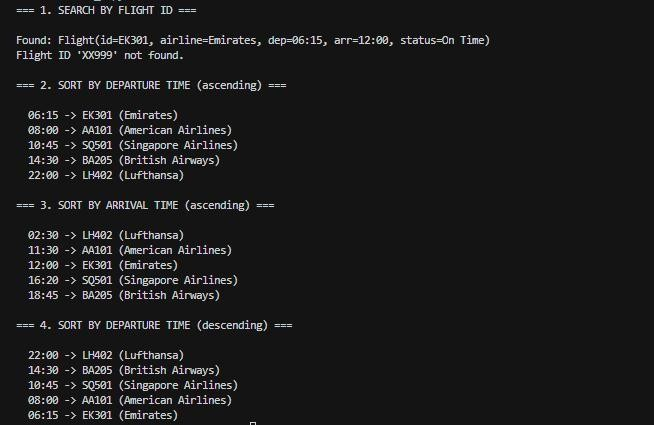 === 1. SEARCH BY FLIGHT ID ===
Found: Flight(id=EK301, airline=Emirates, dep=06:15, arr=12:00, status=On Time)
Flight ID 'XX999' not found.
=== 2. SORT BY DEPARTURE TIME (ascending) ===
06:15 -> EK301 (Emirates)
08:00 -> AA101 (American Airlines)
10:45 -> SQ501 (Singapore Airlines)
14:30 -> BA205 (British Airways)
22:00 -> LH402 (Lufthansa)
=== 3. SORT BY ARRIVAL TIME (ascending) ===
02:30 -> LH402 (Lufthansa)
11:30 -> AA101 (American Airlines)
12:00 -> EK301 (Emirates)
16:20 -> SQ501 (Singapore Airlines)
18:45 -> BA205 (British Airways)
=== 4. SORT BY DEPARTURE TIME (descending) ===
22:00 -> LH402 (Lufthansa)
14:30 -> BA205 (British Airways)
10:45 -> SQ501 (Singapore Airlines)
08:00 -> AA101 (American Airlines)
06:15 -> EK301 (Emirates)